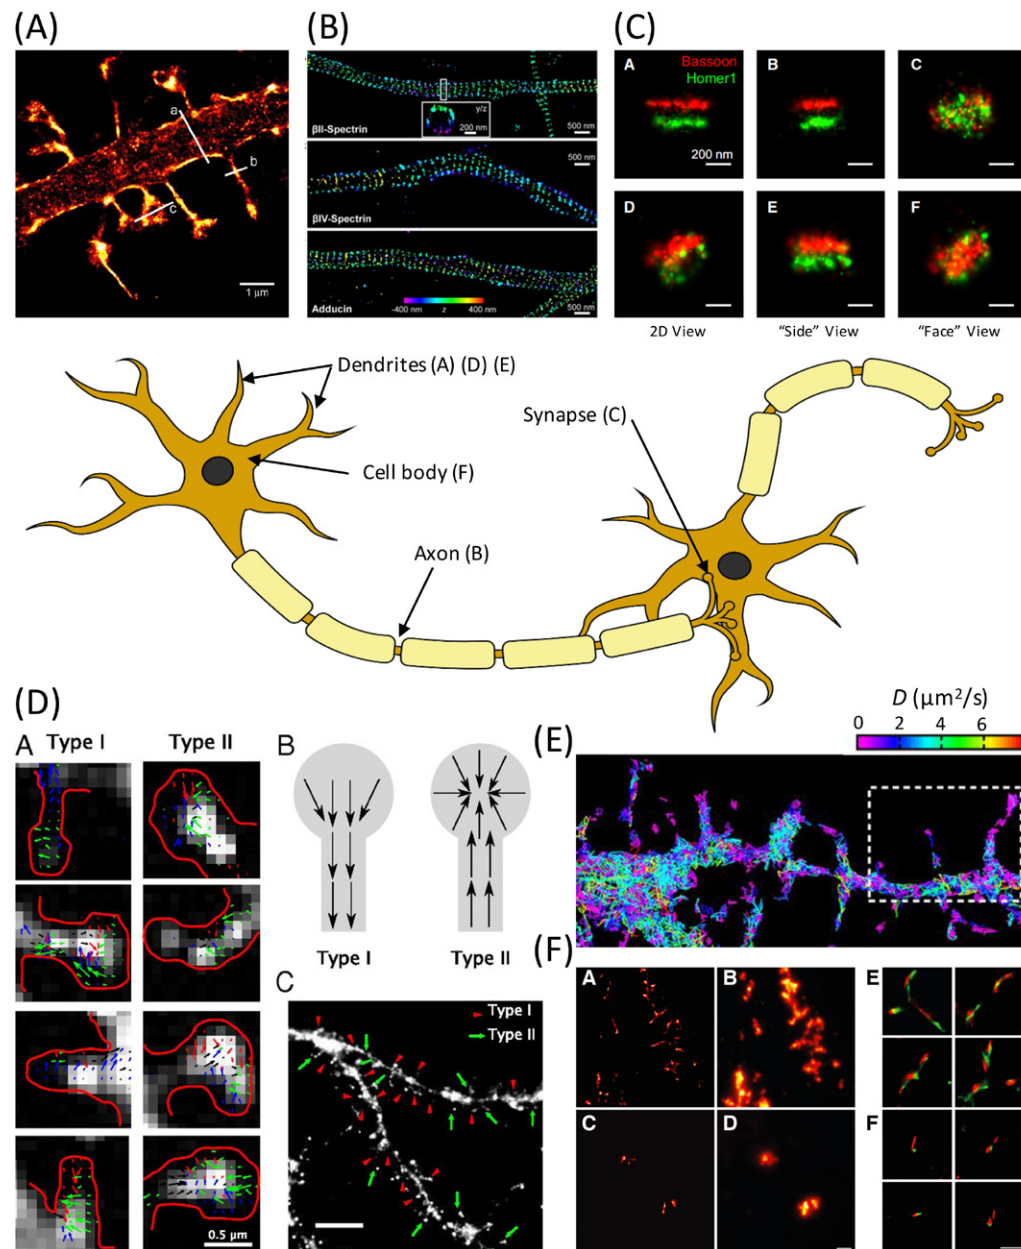 (A)
a
b
c
1 µm
(B)
y/z
200 nm
500 nm
500 nm
βII-Spectrin
500 nm
βIV-Spectrin
-400 nm z 400 nm
500 nm
Adducin
(C)
A
Bassoon
Homer1
200 nm
B
C
D
E
F
2D View
“Side” View
“Face” View
Dendrites (A) (D) (E)
Cell body (F)
Axon (B)
Synapse (C)
(D)
A
Type I
Type II
0.5 µm
B
Type I
Type II
C
Type I
Type II
D (µm²/s)
0 2 4 6
(E)
(F)
A
B
C
D
E
F